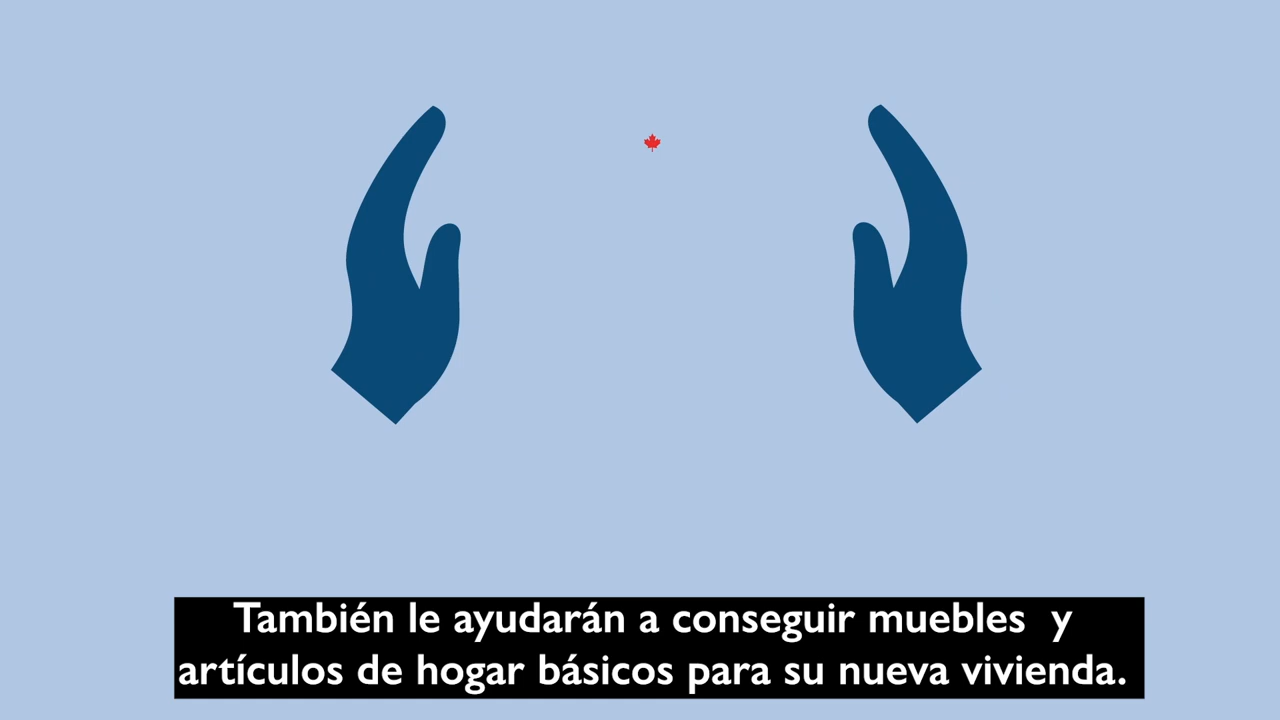 También le ayudarán a conseguir muebles  y
artículos de hogar básicos para su nueva vivienda.